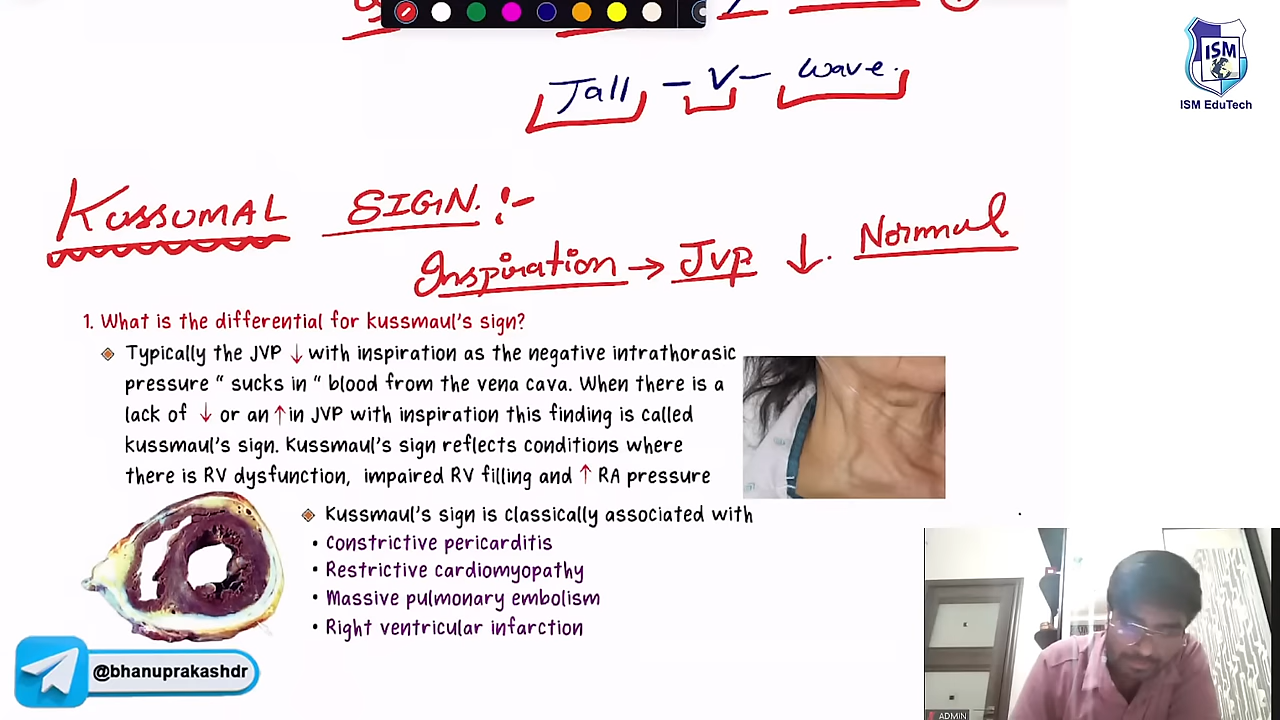 ISM
ISM EduTech
Tall - V - wave.
KUSSUMAL SIGN :-
Inspiration → JVP ↓. Normal
1. What is the differential for kussmaul's sign?
Typically the JVP ↓ with inspiration as the negative intrathorasic
pressure “ sucks in “ blood from the vena cava. When there is a
lack of ↓ or an ↑ in JVP with inspiration this finding is called
kussmaul's sign. Kussmaul's sign reflects conditions where
there is RV dysfunction, impaired RV filling and ↑ RA pressure
Kussmaul's sign is classically associated with
• Constrictive pericarditis
• Restrictive cardiomyopathy
• Massive pulmonary embolism
• Right ventricular infarction
@bhanuprakashdr
ADMIN